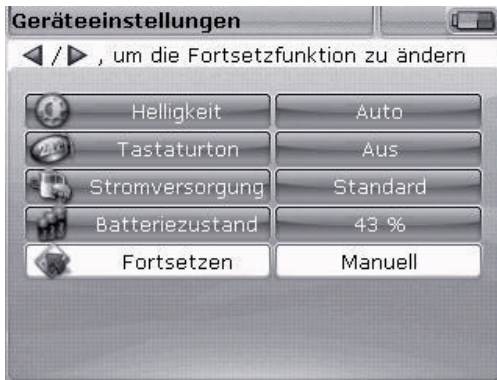 Geräteeinstellungen
/ , um die Fortsetzfunktion zu ändern
Helligkeit Auto
Tastaturton Aus
Stromversorgung Standard
Batteriezustand 43 %
Fortsetzen Manuell